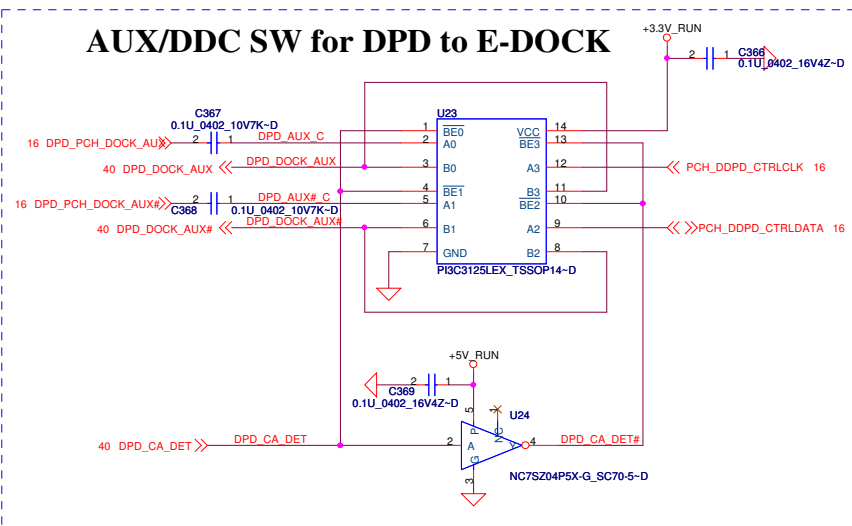 AUX/DDC SW for DPD to E-DOCK
+3.3V_RUN
2 1 C366
0.1U_0402_16V4Z~D
C367
0.1U_0402_10V7K~D
U23
16 DPD_PCH_DOCK_AUX 2 1 DPD_AUX_C
1 BE0 VCC 14
2 A0 BE3 13
40 DPD_DOCK_AUX DPD_DOCK_AUX 3 B0 A3 12 PCH_DDPD_CTRLCLK 16
4 BE1 B3 11
16 DPD_PCH_DOCK_AUX# 2 1 DPD_AUX#_C 5 A1 BE2 10
C368 0.1U_0402_10V7K~D
40 DPD_DOCK_AUX# DPD_DOCK_AUX# 6 B1 A2 9 PCH_DDPD_CTRLDATA 16
7 GND B2 8
PI3C3125LEX_TSSOP14~D
+5V_RUN
2 1
C369
0.1U_0402_16V4Z~D
5 1 U24
P NC
40 DPD_CA_DET DPD_CA_DET 2 A Y 4 DPD_CA_DET#
G
3
NC7SZ04P5X-G_SC70-5~D